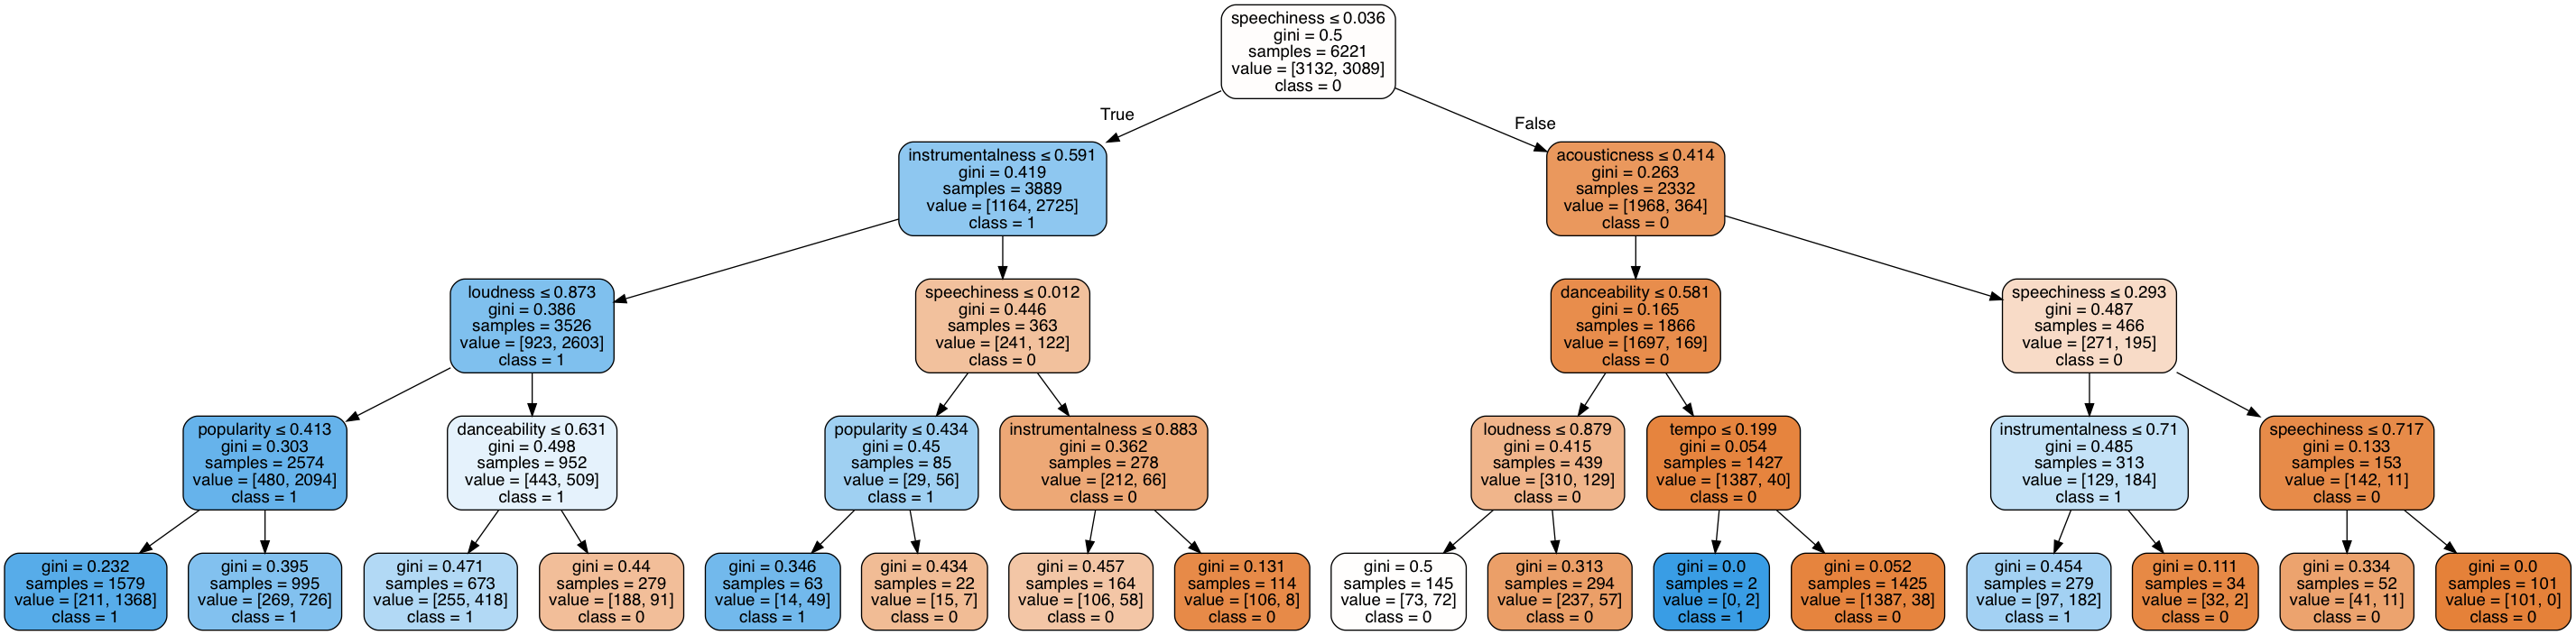 speechiness ≤ 0.036
gini = 0.5
samples = 6221
value = [3132, 3089]
class = 0
True
False
instrumentalness ≤ 0.591
gini = 0.419
samples = 3889
value = [1164, 2725]
class = 1
acousticness ≤ 0.414
gini = 0.263
samples = 2332
value = [1968, 364]
class = 0
loudness ≤ 0.873
gini = 0.386
samples = 3526
value = [923, 2603]
class = 1
speechiness ≤ 0.012
gini = 0.446
samples = 363
value = [241, 122]
class = 0
danceability ≤ 0.581
gini = 0.165
samples = 1866
value = [1697, 169]
class = 0
speechiness ≤ 0.293
gini = 0.487
samples = 466
value = [271, 195]
class = 0
popularity ≤ 0.413
gini = 0.303
samples = 2574
value = [480, 2094]
class = 1
danceability ≤ 0.631
gini = 0.498
samples = 952
value = [443, 509]
class = 1
popularity ≤ 0.434
gini = 0.45
samples = 85
value = [29, 56]
class = 1
instrumentalness ≤ 0.883
gini = 0.362
samples = 278
value = [212, 66]
class = 0
loudness ≤ 0.879
gini = 0.415
samples = 439
value = [310, 129]
class = 0
tempo ≤ 0.199
gini = 0.054
samples = 1427
value = [1387, 40]
class = 0
instrumentalness ≤ 0.71
gini = 0.485
samples = 313
value = [129, 184]
class = 1
speechiness ≤ 0.717
gini = 0.133
samples = 153
value = [142, 11]
class = 0
gini = 0.232
samples = 1579
value = [211, 1368]
class = 1
gini = 0.395
samples = 995
value = [269, 726]
class = 1
gini = 0.471
samples = 673
value = [255, 418]
class = 1
gini = 0.44
samples = 279
value = [188, 91]
class = 0
gini = 0.346
samples = 63
value = [14, 49]
class = 1
gini = 0.434
samples = 22
value = [15, 7]
class = 0
gini = 0.457
samples = 164
value = [106, 58]
class = 0
gini = 0.131
samples = 114
value = [106, 8]
class = 0
gini = 0.5
samples = 145
value = [73, 72]
class = 0
gini = 0.313
samples = 294
value = [237, 57]
class = 0
gini = 0.0
samples = 2
value = [0, 2]
class = 1
gini = 0.052
samples = 1425
value = [1387, 38]
class = 0
gini = 0.454
samples = 279
value = [97, 182]
class = 1
gini = 0.111
samples = 34
value = [32, 2]
class = 0
gini = 0.334
samples = 52
value = [41, 11]
class = 0
gini = 0.0
samples = 101
value = [101, 0]
class = 0